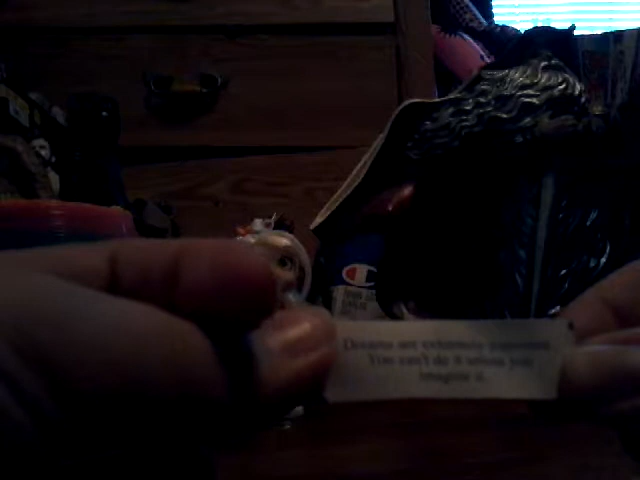 Dreams are extremely important.
You can't do it unless you
imagine it.